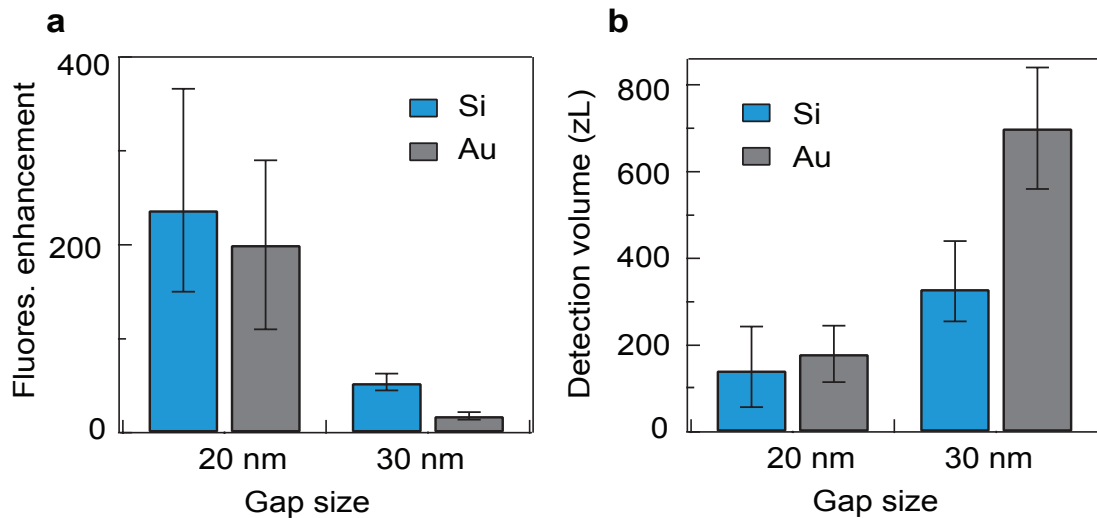 a
Fluores. enhancement
400
200
0
Si
Au
20 nm 30 nm
Gap size
b
Detection volume (zL)
800
600
400
200
0
Si
Au
20 nm 30 nm
Gap size